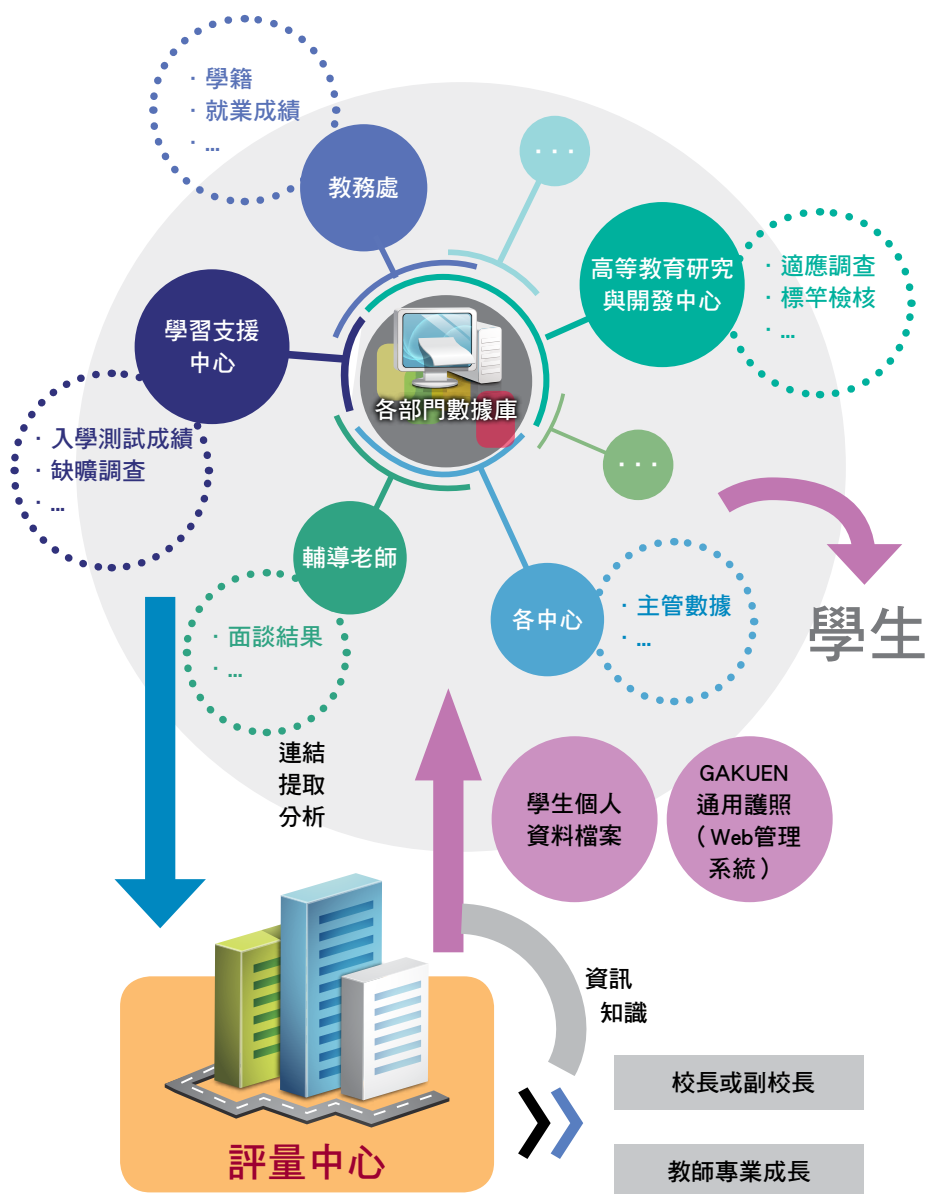 · 學籍
· 就業成績
· ...
教務處
· · ·
高等教育研究
與開發中心
· 適應調查
· 標竿檢核
· ...
學習支援
中心
· 入學測試成績
· 缺曠調查
· ...
各部門數據庫
· · ·
輔導老師
· 面談結果
· ...
各中心
· 主管數據
· ...
學生
連結
提取
分析
學生個人
資料檔案
GAKUEN
通用護照
（Web管理
系統）
資訊
知識
評量中心
校長或副校長
教師專業成長